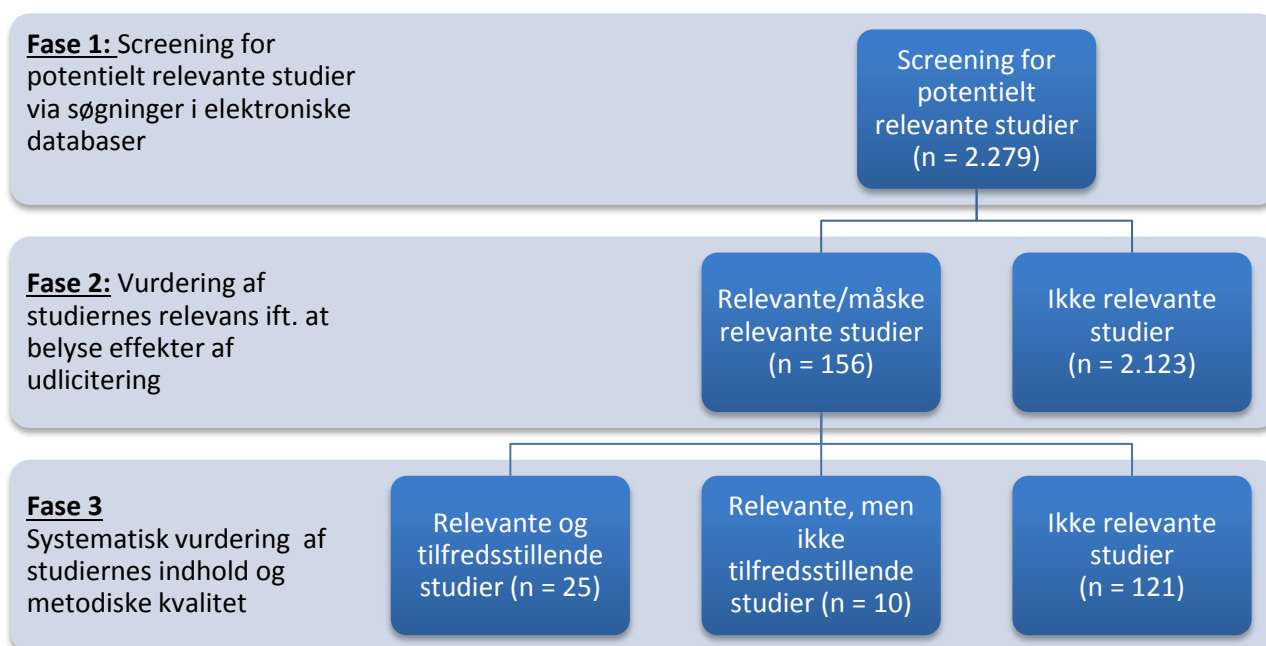 Fase 1: Screening for
potentielt relevante studier
via søgninger i elektroniske
databaser
Screening for
potentielt
relevante studier
(n = 2.279)
Fase 2: Vurdering af
studiernes relevans ift. at
belyse effekter af
udlicitering
Relevante/måske
relevante studier
(n = 156)
Ikke relevante
studier
(n = 2.123)
Fase 3
Systematisk vurdering  af
studiernes indhold og
metodiske kvalitet
Relevante og
tilfredsstillende
studier (n = 25)
Relevante, men
ikke
tilfredsstillende
studier (n = 10)
Ikke relevante
studier
(n = 121)